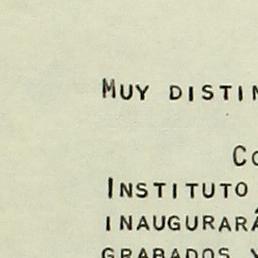 MUY DISTIN
CO
INSTITUTO
INAUGURARÁ
GRABADOS Y